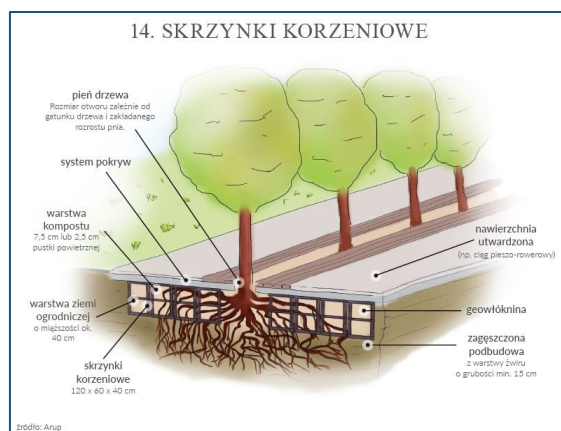 14. SKRZYNKI KORZENIOWE
pień drzewa
Rozmiar otworu zależnie od
gatunku drzewa i zakładanego
rozrostu pnia.
system pokryw
warstwa
kompostu
7,5 cm lub 2,5 cm
pustki powietrznej
warstwa ziemi
ogrodniczej
o miąższości ok.
40 cm
skrzynki
korzeniowe
120 x 60 x 40 cm
nawierzchnia
utwardzona
(np. ciąg pieszo-rowerowy)
geowłóknina
zagęszczona
podbudowa
z warstwy żwiru
o grubości min. 15 cm
źródło: Arup